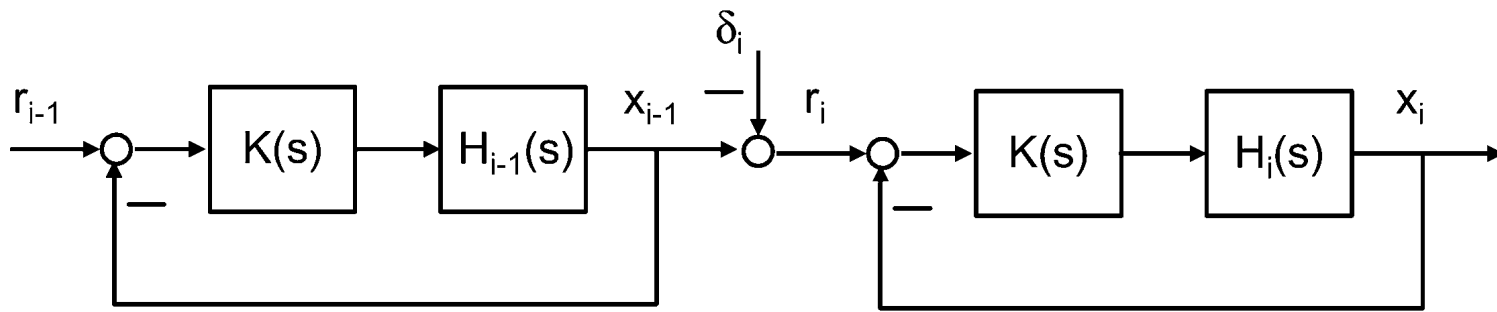 δᵢ
rᵢ₋₁
K(s)
Hᵢ₋₁(s)
xᵢ₋₁
rᵢ
K(s)
Hᵢ(s)
xᵢ